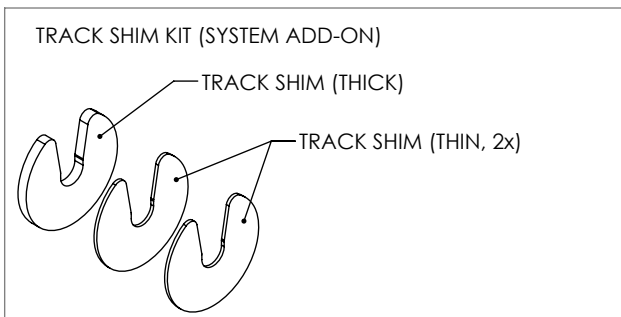 TRACK SHIM KIT (SYSTEM ADD-ON)
TRACK SHIM (THICK)
TRACK SHIM (THIN, 2x)